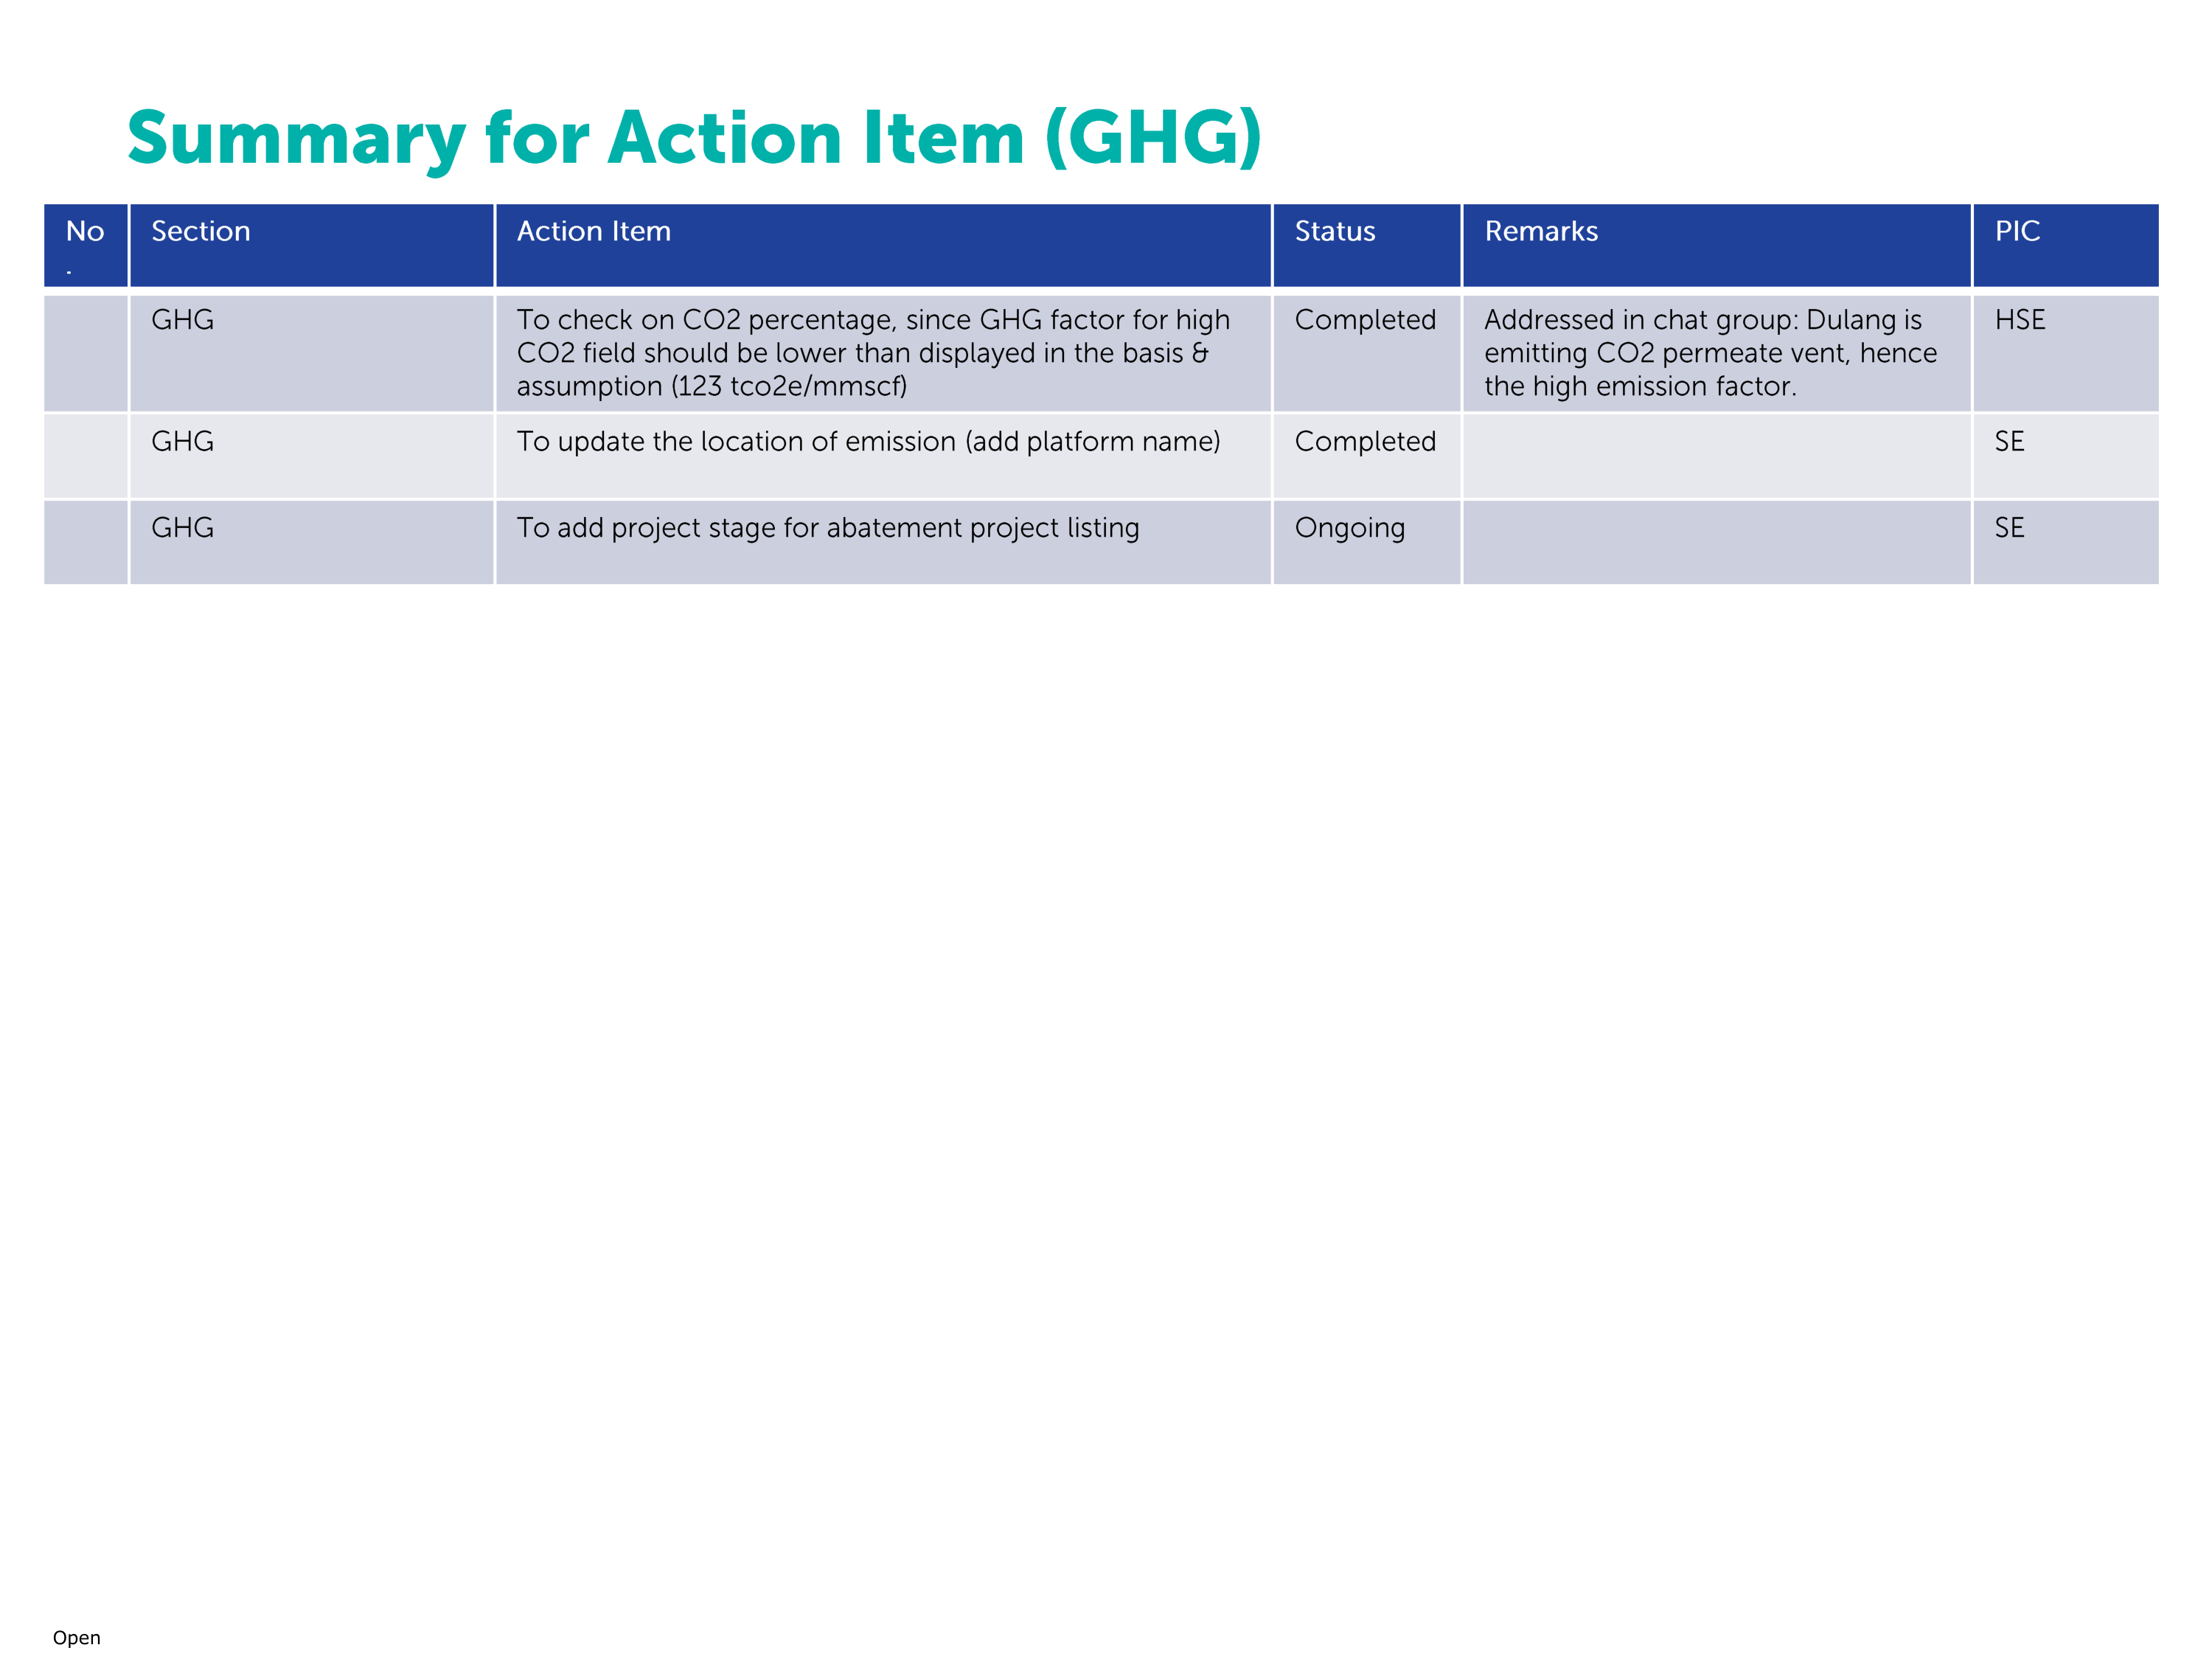 Summary for Action Item (GHG)
No
.
Section
Action Item
Status
Remarks
PIC
GHG
To check on CO2 percentage, since GHG factor for high
CO2 field should be lower than displayed in the basis &
assumption (123 tco2e/mmscf)
Completed
Addressed in chat group: Dulang is
emitting CO2 permeate vent, hence
the high emission factor.
HSE
GHG
To update the location of emission (add platform name)
Completed
SE
GHG
To add project stage for abatement project listing
Ongoing
SE
Open